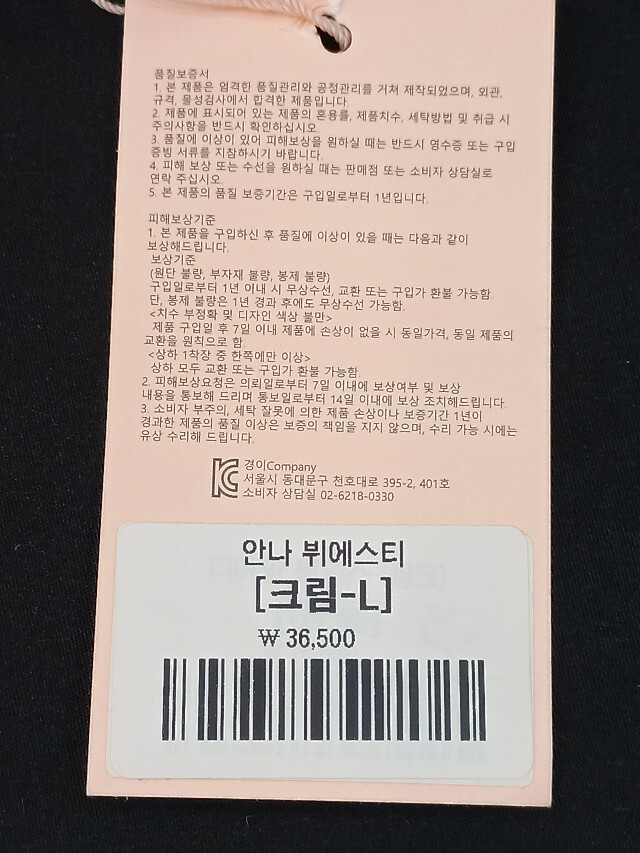 품질보증서
1. 본 제품은 엄격한 품질관리와 공정관리를 거쳐 제작되었으며, 외관,
규격, 물성검사에서 힙격한 제품입니다.
2. 제품에 표시되어 있는 제품의 혼용률, 제품치수, 세탁방법 및 취급 시
주의사항을 반드시 확인하십시오.
3. 품질에 이상이 있어 피해보상을 원하실 때는 반드시 영수증 또는 구입
증빙 서류를 지참하시기 바랍니다.
4. 피해 보상 또는 수선을 원하실 때는 판매점 또는 소비자 상담실로
연락 주십시오.
5. 본 제품의 품질 보증기간은 구입일로부터 1년입니다.
피해보상기준
1. 본 제품을 구입하신 후 품질에 이상이 있을 때는 다음과 같이
보상해드립니다.
보상기준
(원단 불량, 부자재 불량, 봉제 불량)
구입일로부터 1년 이내 시 무상수선, 교환 또는 구입가 환불 가능함.
단, 봉제 불량은 1년 경과 후에도 무상수선 가능함.
<치수 부정확 및 디자인 색상 불만>
제품 구입일 후 7일 이내 제품에 손상이 없을 시 동일가격, 동일 제품의
교환을 원칙으로 함.
<상하 1착장 중 한쪽에만 이상>
상하 모두 교환 또는 구입가 환불 가능함.
2. 피해보상요청은 의뢰일로부터 7일 이내에 보상여부 및 보상
내용을 통보해 드리며 통보일로부터 14일 이내에 보상 조치해드립니다.
3. 소비자 부주의, 세탁 잘못에 의한 제품 손상이나 보증기간 1년이
경과한 제품의 품질 이상은 보증의 책임을 지지 않으며, 수리 가능 시에는
유상 수리해 드립니다.
KC 경이Company
서울시 동대문구 천호대로 395-2, 401호
소비자 상담실 02-6218-0330
안나 뷔에스티
[크림-L]
₩ 36,500